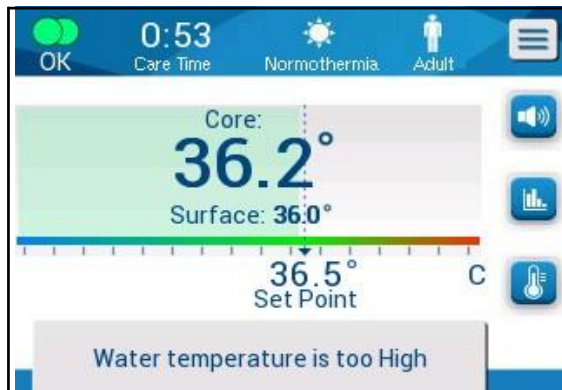 OK
0:53
Care Time
Normothermia
Adult
Core:
36.2°
Surface: 36.0°
36.5° C
Set Point
Water temperature is too High